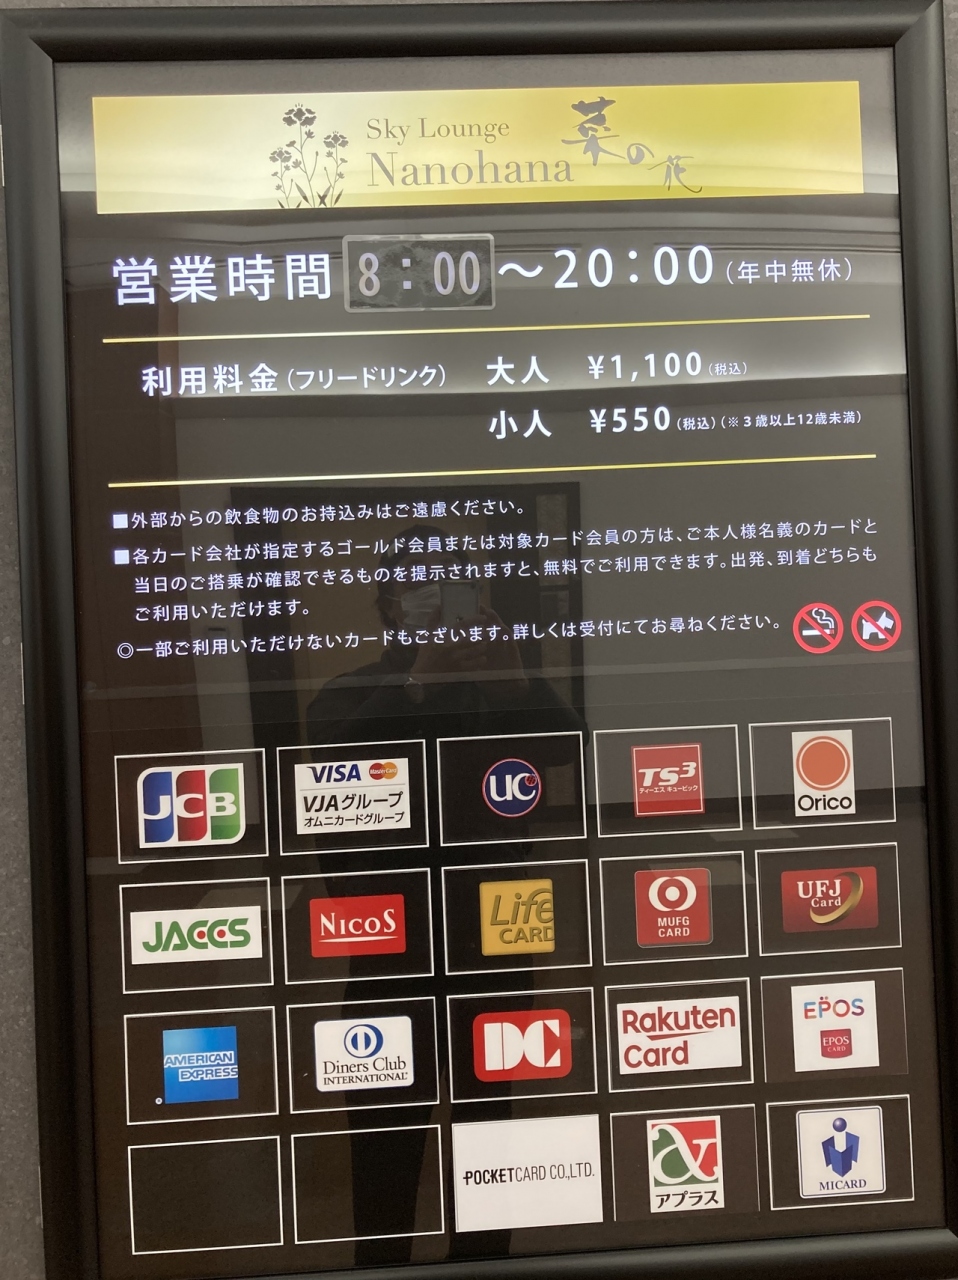 Sky Lounge
Nanohana 菜の花
営業時間 8:00～20:00(年中無休)
利用料金(フリードリンク) 大人 ¥1,100(税込)
小人 ¥550(税込)(※3歳以上12歳未満)
■外部からの飲食物のお持込みはご遠慮ください。
■各カード会社が指定するゴールド会員または対象カード会員の方は、ご本人様名義のカードと
当日のご搭乗が確認できるものを提示されますと、無料でご利用できます。出発、到着どちらも
ご利用いただけます。
◎一部ご利用いただけないカードもございます。詳しくは受付にてお尋ねください。
JCB
VISA MasterCard
VJAグループ
オムニカードグループ
UC
TS3
ティーエス キュービック
Orico
JACCS
NICOS
Life
CARD
MUFG
CARD
UFJ
Card
AMERICAN
EXPRESS
Diners Club
INTERNATIONAL
DC
Rakuten
Card
EPOS
EPOS
CARD
POCKETCARD CO.,LTD.
アプラス
MICARD